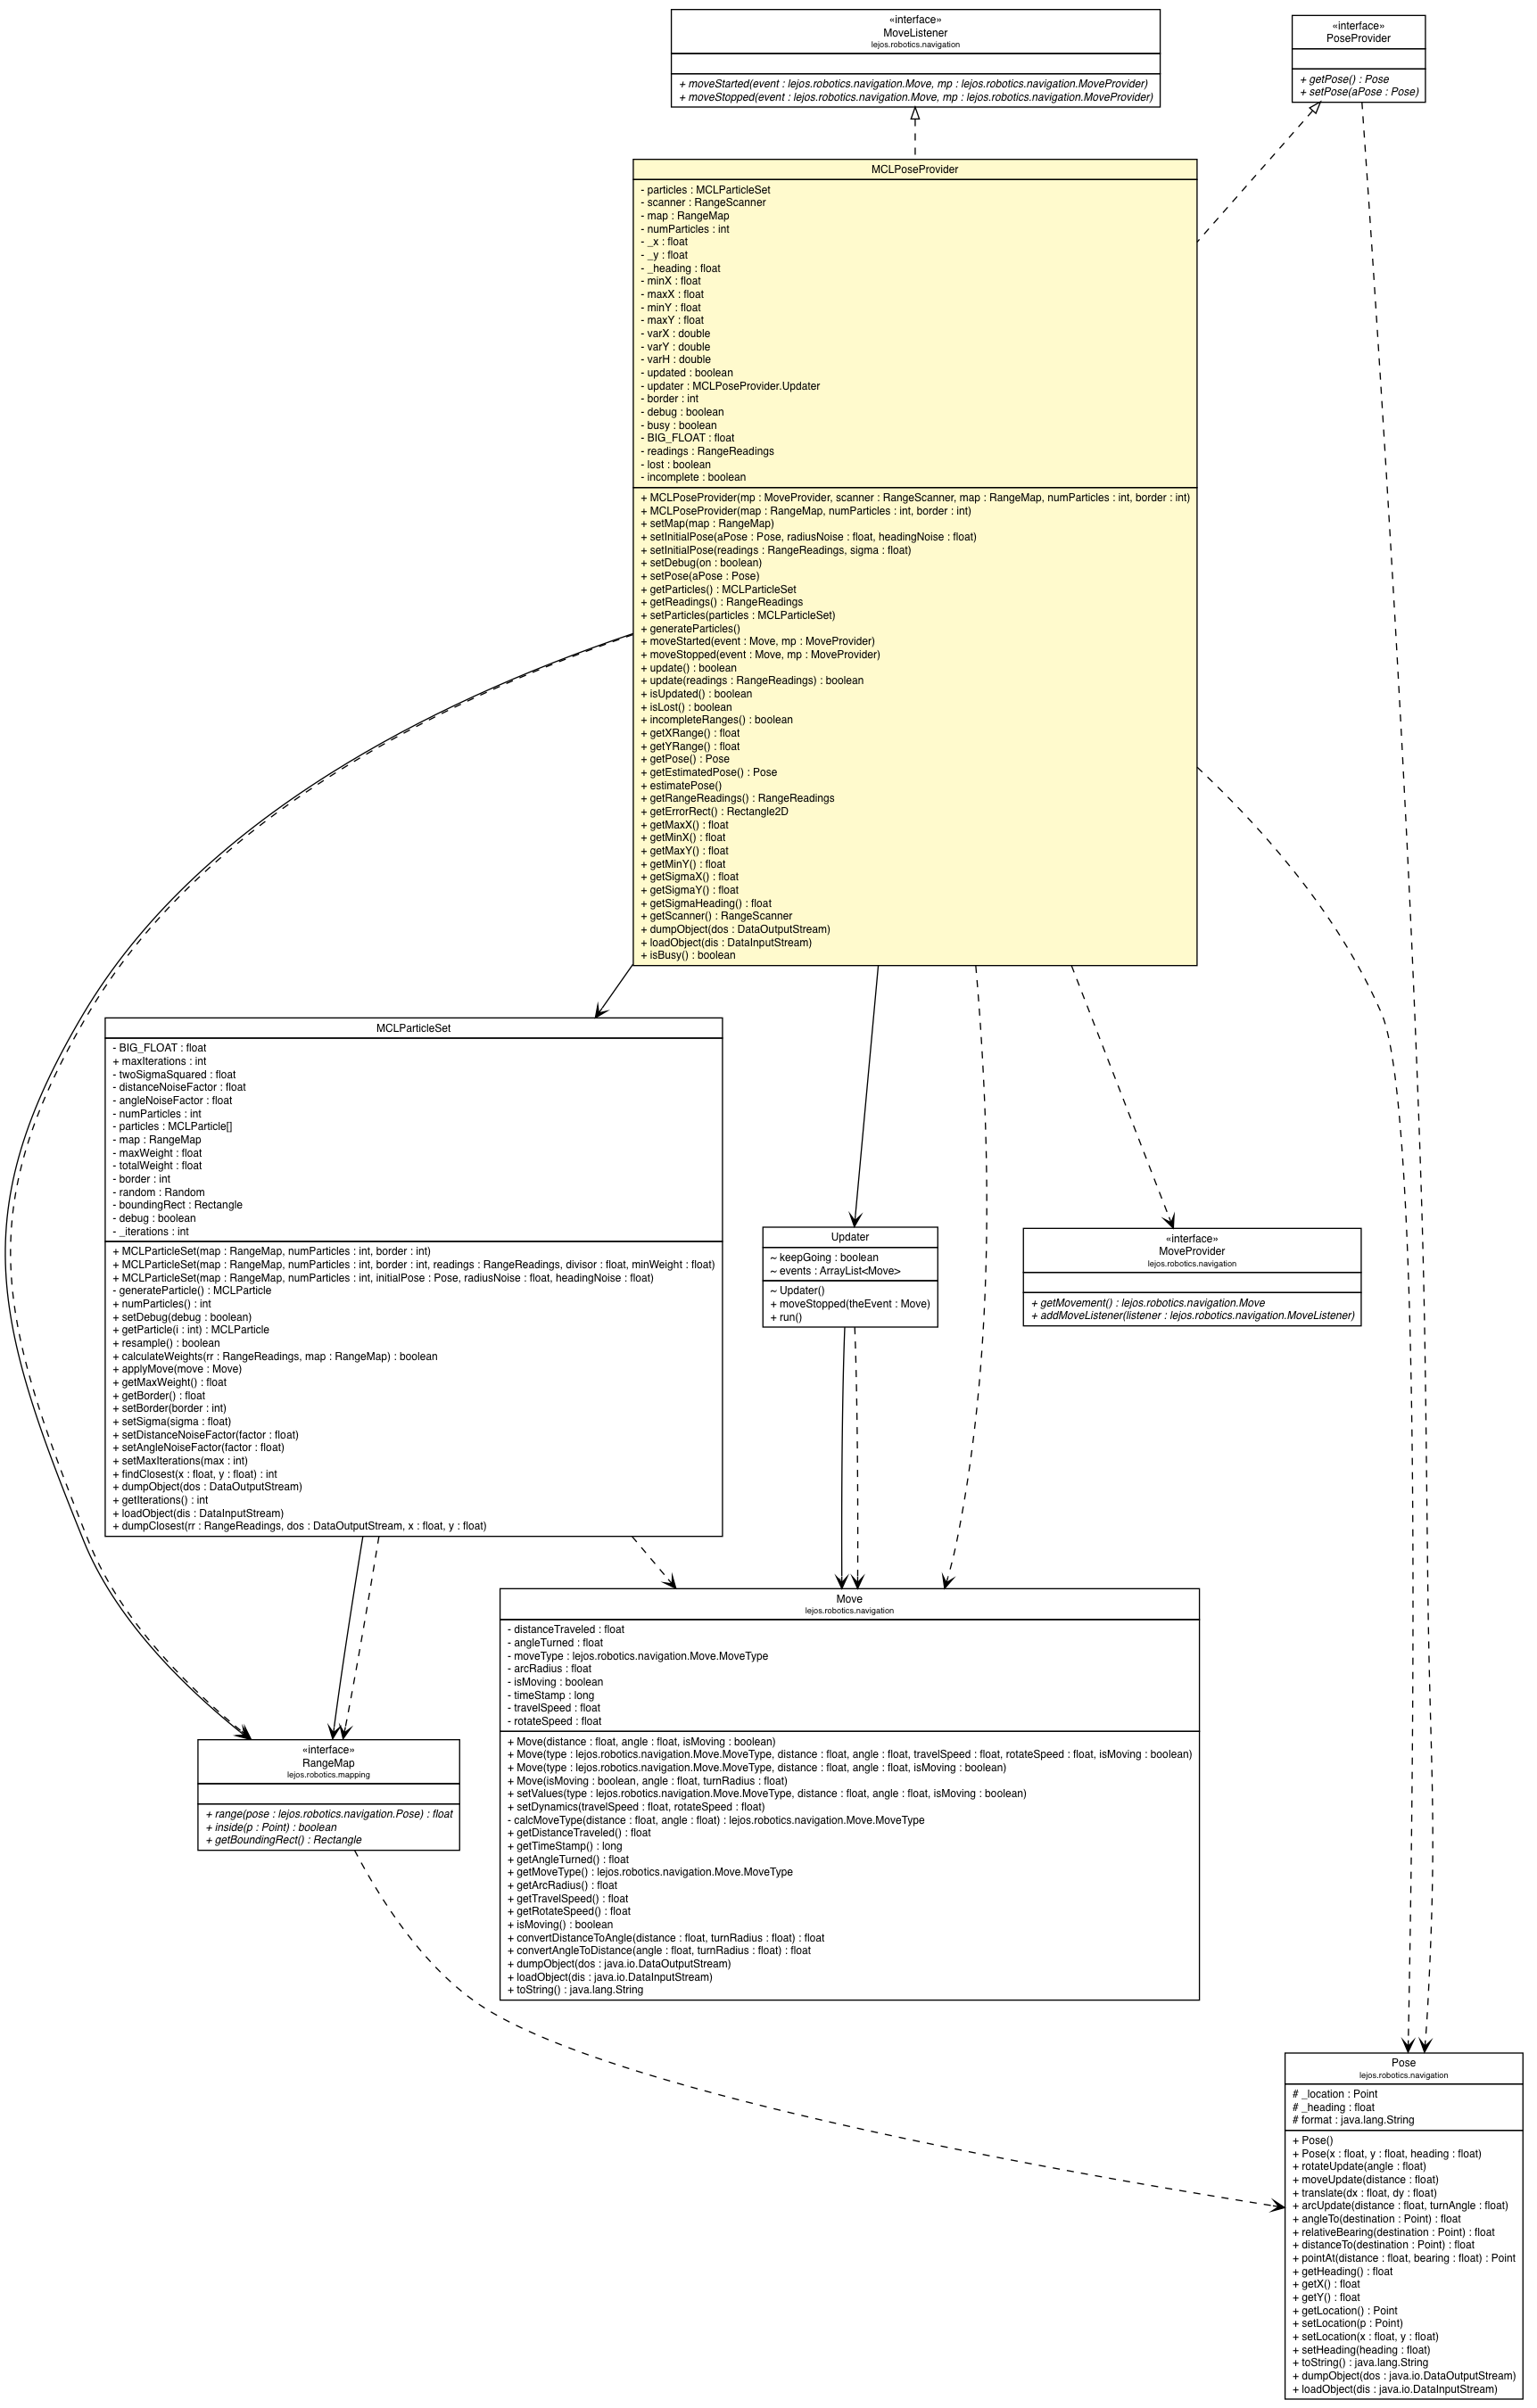 «interface»
MoveListener
lejos.robotics.navigation
+ moveStarted(event : lejos.robotics.navigation.Move, mp : lejos.robotics.navigation.MoveProvider)
+ moveStopped(event : lejos.robotics.navigation.Move, mp : lejos.robotics.navigation.MoveProvider)
«interface»
PoseProvider
+ getPose() : Pose
+ setPose(aPose : Pose)
MCLPoseProvider
- particles : MCLParticleSet
- scanner : RangeScanner
- map : RangeMap
- numParticles : int
- _x : float
- _y : float
- _heading : float
- minX : float
- maxX : float
- minY : float
- maxY : float
- varX : double
- varY : double
- varH : double
- updated : boolean
- updater : MCLPoseProvider.Updater
- border : int
- debug : boolean
- busy : boolean
- BIG_FLOAT : float
- readings : RangeReadings
- lost : boolean
- incomplete : boolean
+ MCLPoseProvider(mp : MoveProvider, scanner : RangeScanner, map : RangeMap, numParticles : int, border : int)
+ MCLPoseProvider(map : RangeMap, numParticles : int, border : int)
+ setMap(map : RangeMap)
+ setInitialPose(aPose : Pose, radiusNoise : float, headingNoise : float)
+ setInitialPose(readings : RangeReadings, sigma : float)
+ setDebug(on : boolean)
+ setPose(aPose : Pose)
+ getParticles() : MCLParticleSet
+ getReadings() : RangeReadings
+ setParticles(particles : MCLParticleSet)
+ generateParticles()
+ moveStarted(event : Move, mp : MoveProvider)
+ moveStopped(event : Move, mp : MoveProvider)
+ update() : boolean
+ update(readings : RangeReadings) : boolean
+ isUpdated() : boolean
+ isLost() : boolean
+ incompleteRanges() : boolean
+ getXRange() : float
+ getYRange() : float
+ getPose() : Pose
+ getEstimatedPose() : Pose
+ estimatePose()
+ getRangeReadings() : RangeReadings
+ getErrorRect() : Rectangle2D
+ getMaxX() : float
+ getMinX() : float
+ getMaxY() : float
+ getMinY() : float
+ getSigmaX() : float
+ getSigmaY() : float
+ getSigmaHeading() : float
+ getScanner() : RangeScanner
+ dumpObject(dos : DataOutputStream)
+ loadObject(dis : DataInputStream)
+ isBusy() : boolean
MCLParticleSet
- BIG_FLOAT : float
+ maxIterations : int
- twoSigmaSquared : float
- distanceNoiseFactor : float
- angleNoiseFactor : float
- numParticles : int
- particles : MCLParticle[]
- map : RangeMap
- maxWeight : float
- totalWeight : float
- border : int
- random : Random
- boundingRect : Rectangle
- debug : boolean
- _iterations : int
+ MCLParticleSet(map : RangeMap, numParticles : int, border : int)
+ MCLParticleSet(map : RangeMap, numParticles : int, border : int, readings : RangeReadings, divisor : float, minWeight : float)
+ MCLParticleSet(map : RangeMap, numParticles : int, initialPose : Pose, radiusNoise : float, headingNoise : float)
- generateParticle() : MCLParticle
+ numParticles() : int
+ setDebug(debug : boolean)
+ getParticle(i : int) : MCLParticle
+ resample() : boolean
+ calculateWeights(rr : RangeReadings, map : RangeMap) : boolean
+ applyMove(move : Move)
+ getMaxWeight() : float
+ getBorder() : float
+ setBorder(border : int)
+ setSigma(sigma : float)
+ setDistanceNoiseFactor(factor : float)
+ setAngleNoiseFactor(factor : float)
+ setMaxIterations(max : int)
+ findClosest(x : float, y : float) : int
+ dumpObject(dos : DataOutputStream)
+ getIterations() : int
+ loadObject(dis : DataInputStream)
+ dumpClosest(rr : RangeReadings, dos : DataOutputStream, x : float, y : float)
Updater
~ keepGoing : boolean
~ events : ArrayList<Move>
~ Updater()
+ moveStopped(theEvent : Move)
+ run()
«interface»
MoveProvider
lejos.robotics.navigation
+ getMovement() : lejos.robotics.navigation.Move
+ addMoveListener(listener : lejos.robotics.navigation.MoveListener)
Move
lejos.robotics.navigation
- distanceTraveled : float
- angleTurned : float
- moveType : lejos.robotics.navigation.Move.MoveType
- arcRadius : float
- isMoving : boolean
- timeStamp : long
- travelSpeed : float
- rotateSpeed : float
+ Move(distance : float, angle : float, isMoving : boolean)
+ Move(type : lejos.robotics.navigation.Move.MoveType, distance : float, angle : float, travelSpeed : float, rotateSpeed : float, isMoving : boolean)
+ Move(type : lejos.robotics.navigation.Move.MoveType, distance : float, angle : float, isMoving : boolean)
+ Move(isMoving : boolean, angle : float, turnRadius : float)
+ setValues(type : lejos.robotics.navigation.Move.MoveType, distance : float, angle : float, isMoving : boolean)
+ setDynamics(travelSpeed : float, rotateSpeed : float)
- calcMoveType(distance : float, angle : float) : lejos.robotics.navigation.Move.MoveType
+ getDistanceTraveled() : float
+ getTimeStamp() : long
+ getAngleTurned() : float
+ getMoveType() : lejos.robotics.navigation.Move.MoveType
+ getArcRadius() : float
+ getTravelSpeed() : float
+ getRotateSpeed() : float
+ isMoving() : boolean
+ convertDistanceToAngle(distance : float, turnRadius : float) : float
+ convertAngleToDistance(angle : float, turnRadius : float) : float
+ dumpObject(dos : java.io.DataOutputStream)
+ loadObject(dis : java.io.DataInputStream)
+ toString() : java.lang.String
«interface»
RangeMap
lejos.robotics.mapping
+ range(pose : lejos.robotics.navigation.Pose) : float
+ inside(p : Point) : boolean
+ getBoundingRect() : Rectangle
Pose
lejos.robotics.navigation
# _location : Point
# _heading : float
# format : java.lang.String
+ Pose()
+ Pose(x : float, y : float, heading : float)
+ rotateUpdate(angle : float)
+ moveUpdate(distance : float)
+ translate(dx : float, dy : float)
+ arcUpdate(distance : float, turnAngle : float)
+ angleTo(destination : Point) : float
+ relativeBearing(destination : Point) : float
+ distanceTo(destination : Point) : float
+ pointAt(distance : float, bearing : float) : Point
+ getHeading() : float
+ getX() : float
+ getY() : float
+ getLocation() : Point
+ setLocation(p : Point)
+ setLocation(x : float, y : float)
+ setHeading(heading : float)
+ toString() : java.lang.String
+ dumpObject(dos : java.io.DataOutputStream)
+ loadObject(dis : java.io.DataInputStream)